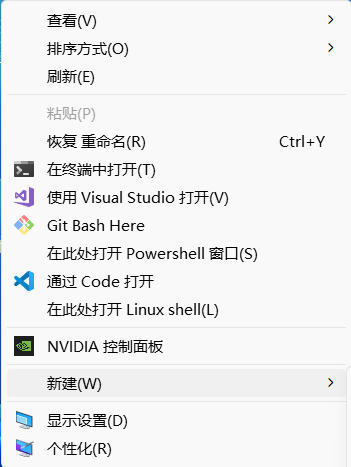 查看(V)
排序方式(O)
刷新(E)
粘贴(P)
恢复 重命名(R) Ctrl+Y
在终端中打开(T)
使用 Visual Studio 打开(V)
Git Bash Here
在此处打开 Powershell 窗口(S)
通过 Code 打开
在此处打开 Linux shell(L)
NVIDIA 控制面板
新建(W)
显示设置(D)
个性化(R)